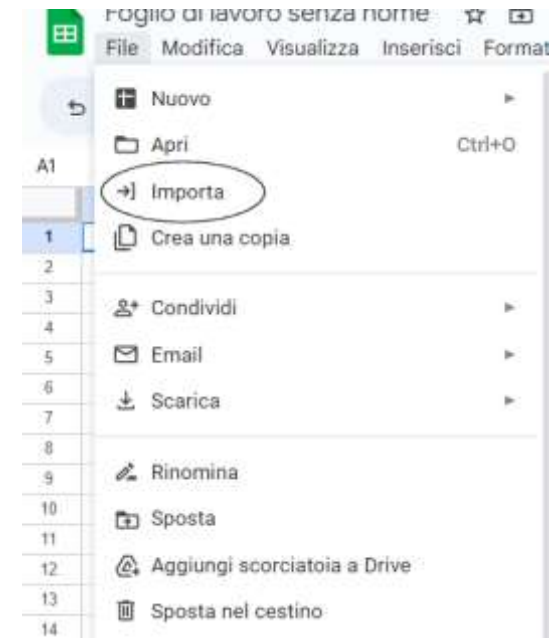 Foglio di lavoro senza nome
File Modifica Visualizza Inserisci Format
Nuovo
Apri Ctrl+O
A1
Importa
1 Crea una copia
2
3 Condividi
4
5 Email
6 Scarica
7
8
9 Rinomina
10 Sposta
11
12 Aggiungi scorciatoia a Drive
13 Sposta nel cestino
14